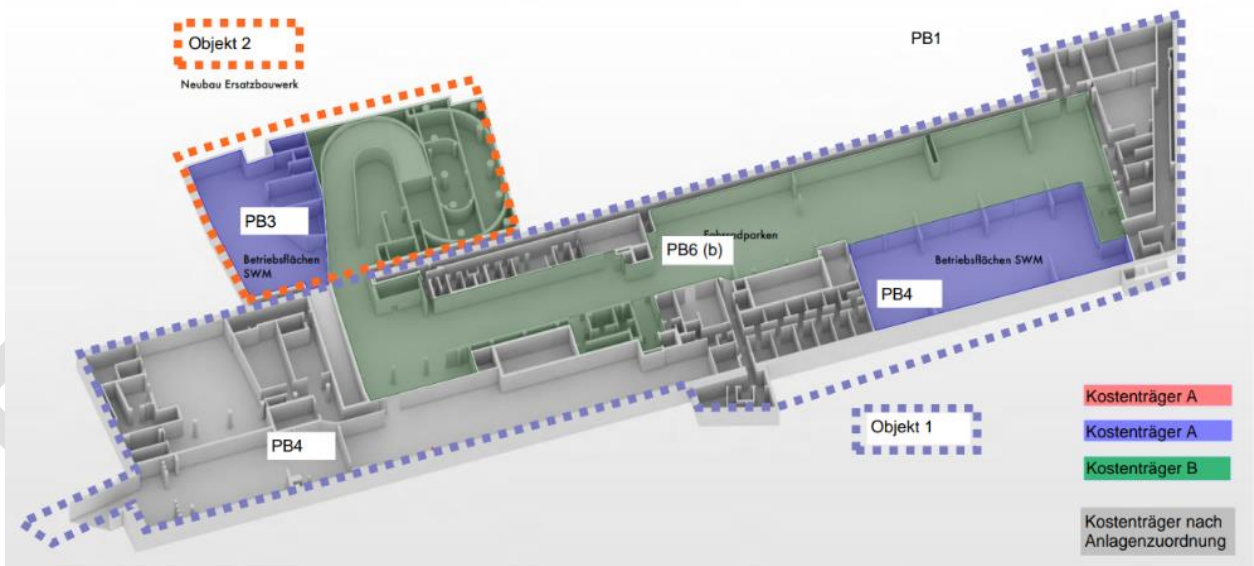 Objekt 2
Neubau Ersatzbauwerk
PB1
PB3
Betriebsflächen
SWM
Fahrradparken
PB6 (b)
Betriebsflächen SWM
PB4
PB4
Objekt 1
Kostenträger A
Kostenträger A
Kostenträger B
Kostenträger nach
Anlagenzuordnung